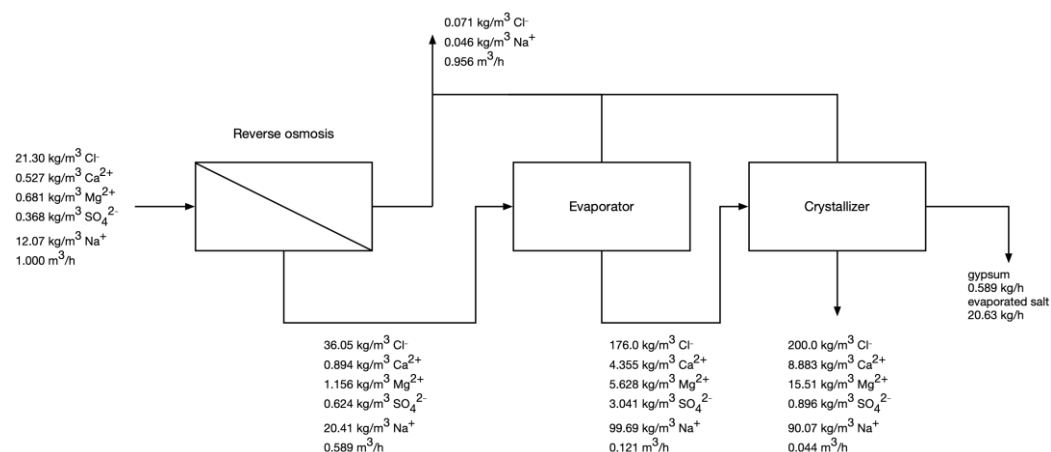 0.071 kg/m³ Cl⁻
0.046 kg/m³ Na⁺
0.956 m³/h
Reverse osmosis
21.30 kg/m³ Cl⁻
0.527 kg/m³ Ca²⁺
0.681 kg/m³ Mg²⁺
0.368 kg/m³ SO₄²⁻
12.07 kg/m³ Na⁺
1.000 m³/h
Evaporator
Crystallizer
gypsum
0.589 kg/h
evaporated salt
20.63 kg/h
36.05 kg/m³ Cl⁻
0.894 kg/m³ Ca²⁺
1.156 kg/m³ Mg²⁺
0.624 kg/m³ SO₄²⁻
20.41 kg/m³ Na⁺
0.589 m³/h
176.0 kg/m³ Cl⁻
4.355 kg/m³ Ca²⁺
5.628 kg/m³ Mg²⁺
3.041 kg/m³ SO₄²⁻
99.69 kg/m³ Na⁺
0.121 m³/h
200.0 kg/m³ Cl⁻
8.883 kg/m³ Ca²⁺
15.51 kg/m³ Mg²⁺
0.896 kg/m³ SO₄²⁻
90.07 kg/m³ Na⁺
0.044 m³/h